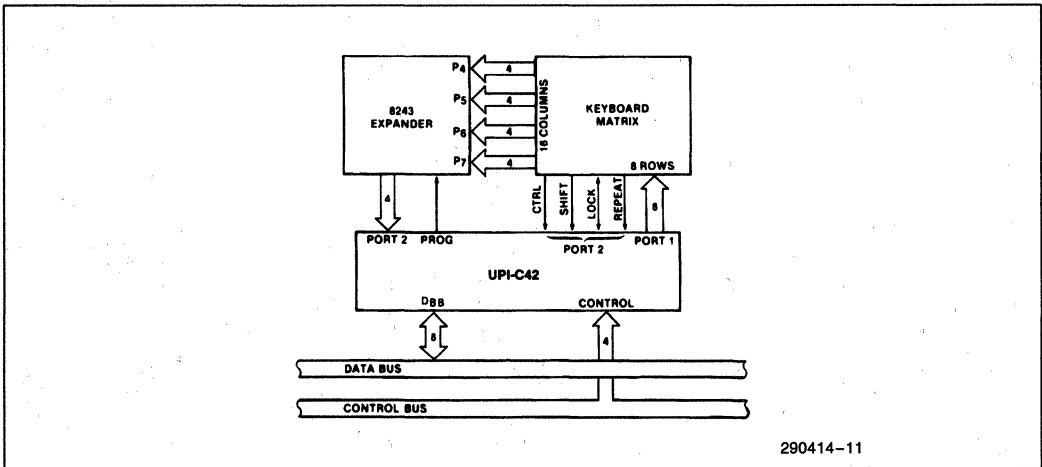 8243
EXPANDER
P4
P5
P6
P7
4
4
4
4
16 COLUMNS
KEYBOARD
MATRIX
8 ROWS
4
CTRL
SHIFT
LOCK
REPEAT
8
PORT 2
PROG
PORT 2
PORT 1
UPI-C42
DBB
CONTROL
8
4
DATA BUS
CONTROL BUS
290414-11